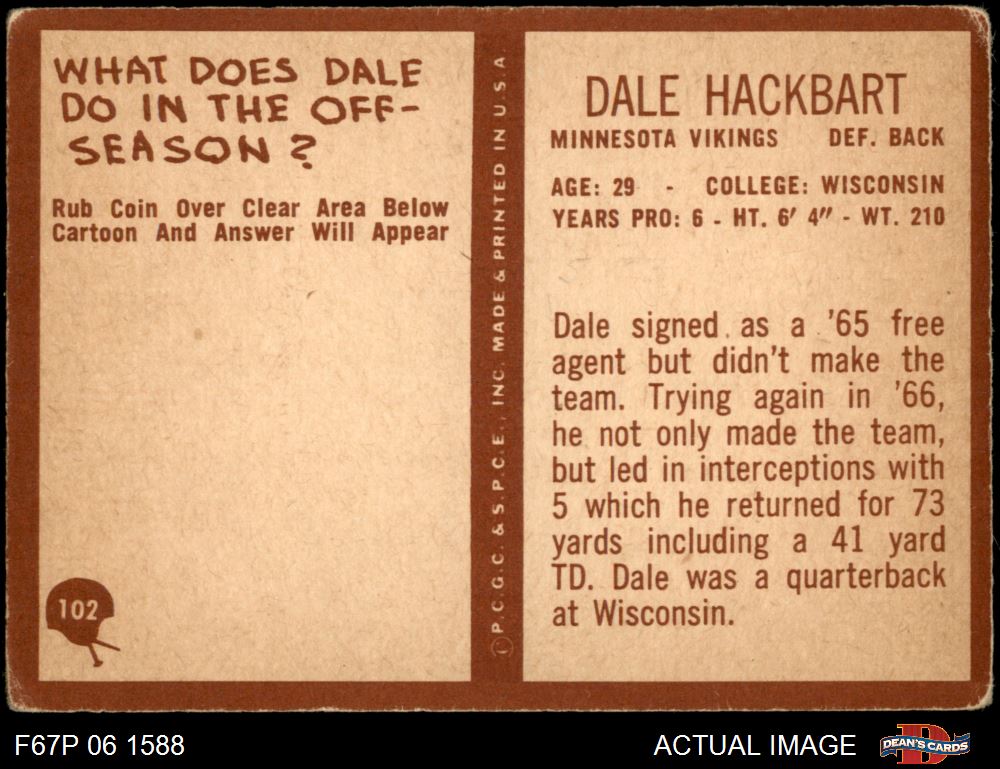 WHAT DOES DALE
DO IN THE OFF-
SEASON ?
Rub Coin Over Clear Area Below
Cartoon And Answer Will Appear
102
© P.C.G.C. & S.P.C.E., INC. MADE & PRINTED IN U.S.A.
DALE HACKBART
MINNESOTA VIKINGS DEF. BACK
AGE: 29 - COLLEGE: WISCONSIN
YEARS PRO: 6 - HT. 6' 4" - WT. 210
Dale signed as a '65 free
agent but didn't make the
team. Trying again in '66,
he not only made the team,
but led in interceptions with
5 which he returned for 73
yards including a 41 yard
TD. Dale was a quarterback
at Wisconsin.
F67P 06 1588
ACTUAL IMAGE
DEAN'S CARDS